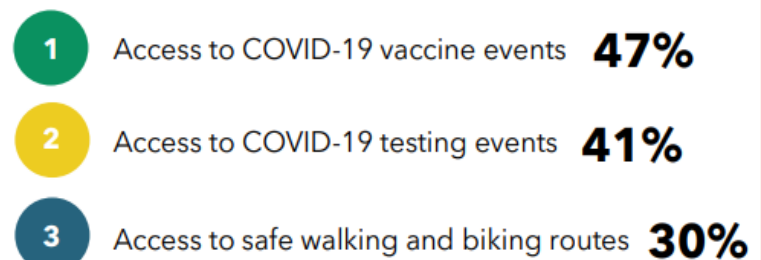 1 Access to COVID-19 vaccine events 47%
2 Access to COVID-19 testing events 41%
3 Access to safe walking and biking routes 30%